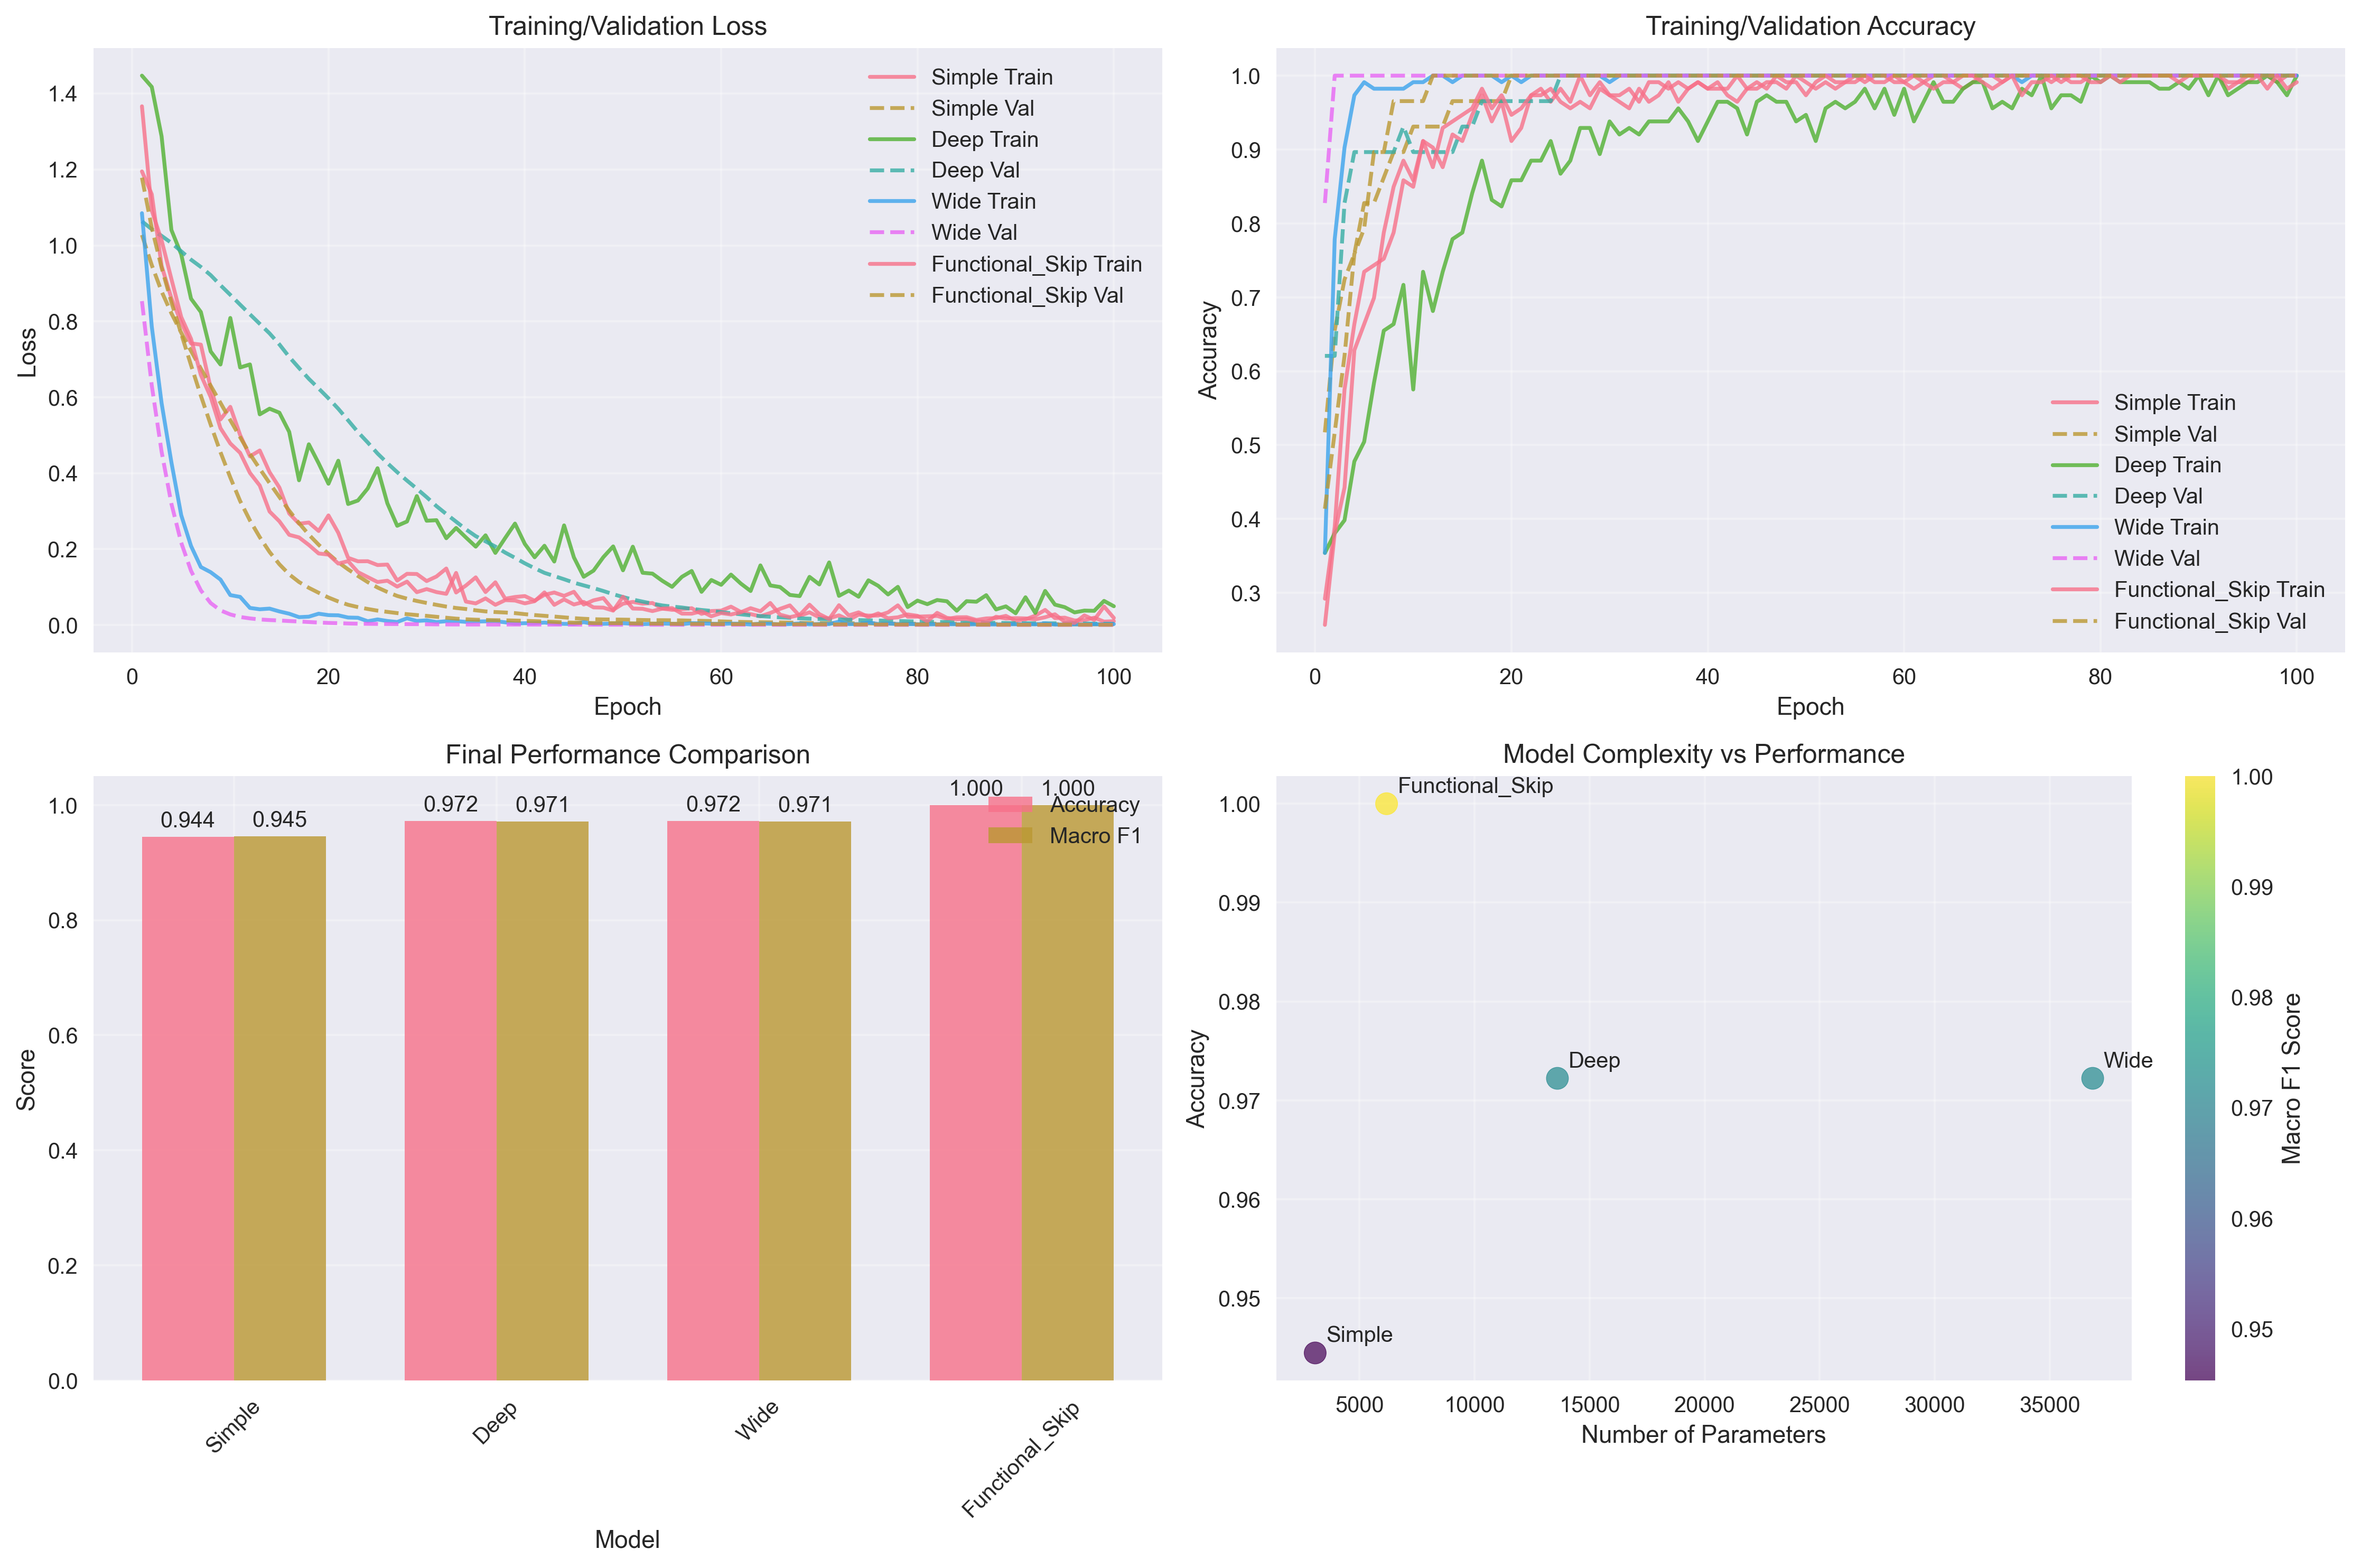 Training/Validation Loss
Loss
1.4
1.2
1.0
0.8
0.6
0.4
0.2
0.0
0 20 40 60 80 100
Epoch
Simple Train
Simple Val
Deep Train
Deep Val
Wide Train
Wide Val
Functional_Skip Train
Functional_Skip Val
Training/Validation Accuracy
Accuracy
1.0
0.9
0.8
0.7
0.6
0.5
0.4
0.3
0 20 40 60 80 100
Epoch
Simple Train
Simple Val
Deep Train
Deep Val
Wide Train
Wide Val
Functional_Skip Train
Functional_Skip Val
Final Performance Comparison
Score
1.0
0.8
0.6
0.4
0.2
0.0
0.944 0.945 0.972 0.971 0.972 0.971 1.000 1.000
Accuracy
Macro F1
Simple Deep Wide Functional_Skip
Model
Model Complexity vs Performance
Accuracy
1.00
0.99
0.98
0.97
0.96
0.95
Functional_Skip
Deep
Wide
Simple
5000 10000 15000 20000 25000 30000 35000
Number of Parameters
1.00
0.99
0.98
0.97
0.96
0.95
Macro F1 Score